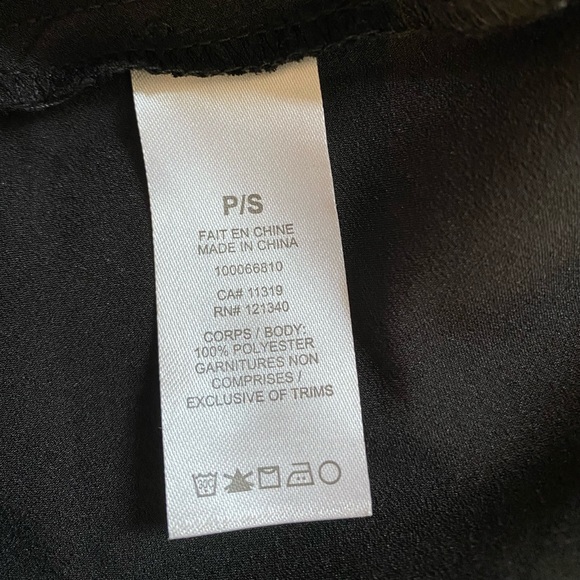 P/S
FAIT EN CHINE
MADE IN CHINA
100066810
CA# 11319
RN# 121340
CORPS / BODY:
100% POLYESTER
GARNITURES NON
COMPRISES /
EXCLUSIVE OF TRIMS